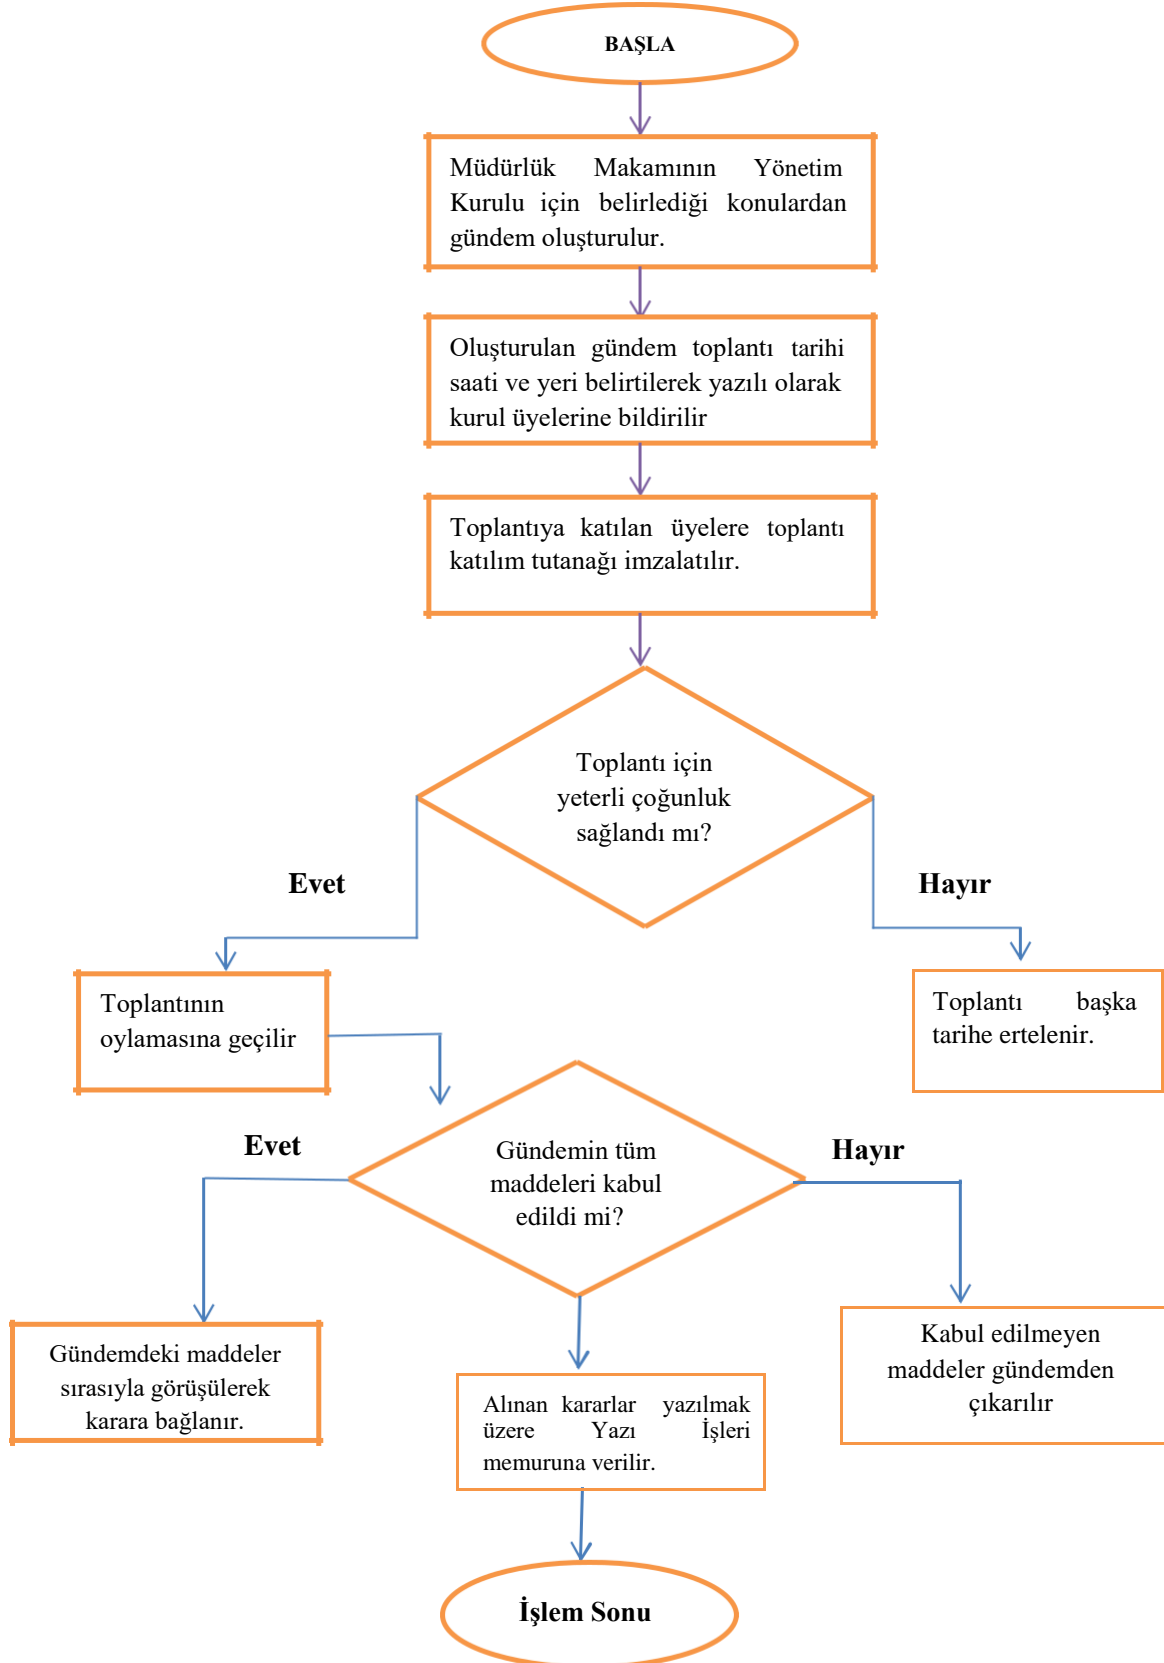 BAŞLA
Müdürlük Makamının Yönetim
Kurulu için belirlediği konulardan
gündem oluşturulur.
Oluşturulan gündem toplantı tarihi
saati ve yeri belirtilerek yazılı olarak
kurul üyelerine bildirilir
Toplantıya katılan üyelere toplantı
katılım tutanağı imzalatılır.
Toplantı için
yeterli çoğunluk
sağlandı mı?
Evet
Hayır
Toplantının
oylamasına geçilir
Toplantı başka
tarihe ertelenir.
Evet
Hayır
Gündemin tüm
maddeleri kabul
edildi mi?
Gündemdeki maddeler
sırasıyla görüşülerek
karara bağlanır.
Alınan kararlar yazılmak
üzere Yazı İşleri
memuruna verilir.
Kabul edilmeyen
maddeler gündemden
çıkarılır
İşlem Sonu